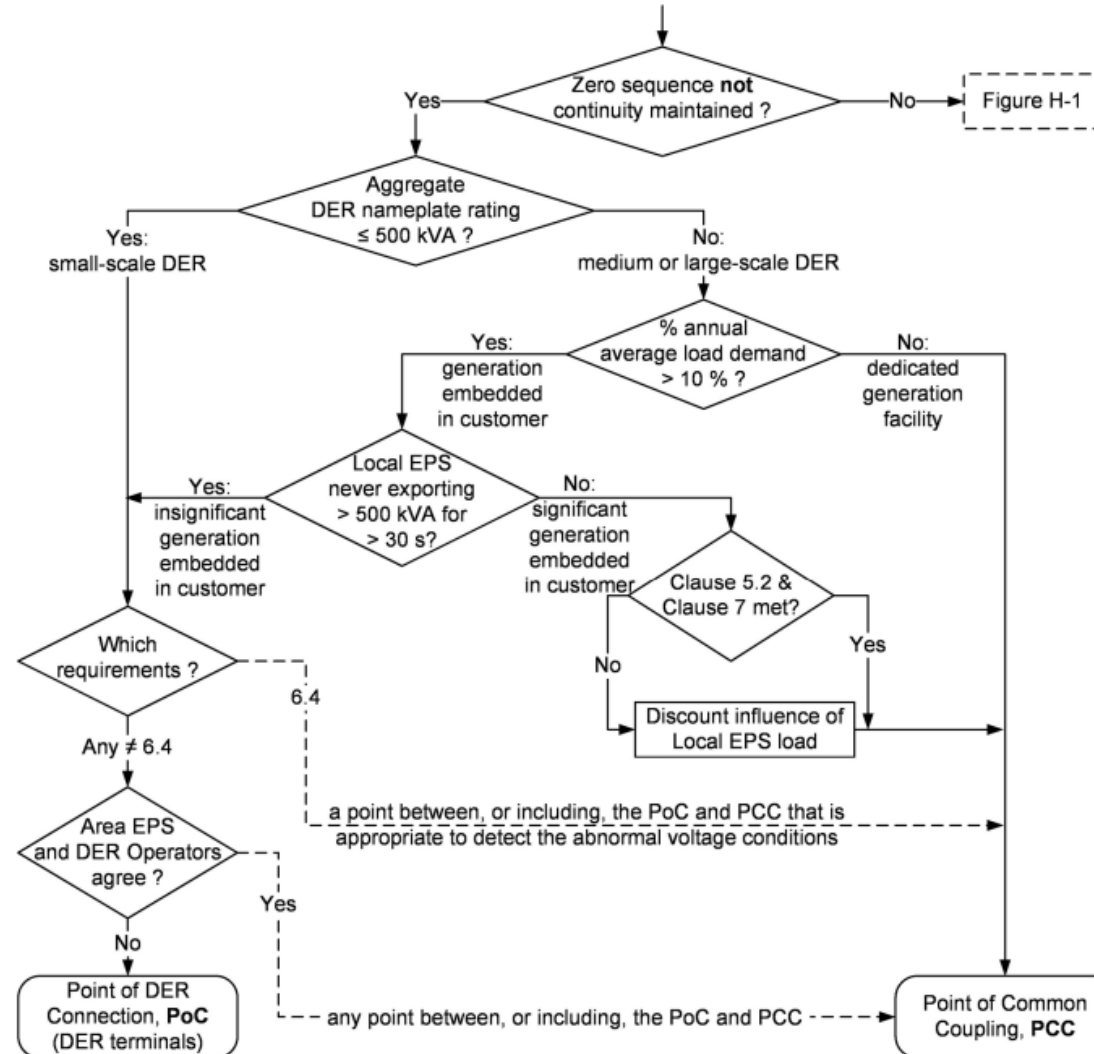 Zero sequence not
continuity maintained ?
Yes
No
Figure H-1
Aggregate
DER nameplate rating
≤ 500 kVA ?
Yes:
small-scale DER
No:
medium or large-scale DER
% annual
average load demand
> 10 % ?
Yes:
generation
embedded
in customer
No:
dedicated
generation
facility
Local EPS
never exporting
> 500 kVA for
> 30 s?
Yes:
insignificant
generation
embedded
in customer
No:
significant
generation
embedded
in customer
Clause 5.2 &
Clause 7 met?
No
Yes
Discount influence of
Local EPS load
Which
requirements ?
6.4
Any ≠ 6.4
a point between, or including, the PoC and PCC that is
appropriate to detect the abnormal voltage conditions
Area EPS
and DER Operators
agree ?
Yes
No
Point of DER
Connection, PoC
(DER terminals)
any point between, or including, the PoC and PCC
Point of Common
Coupling, PCC